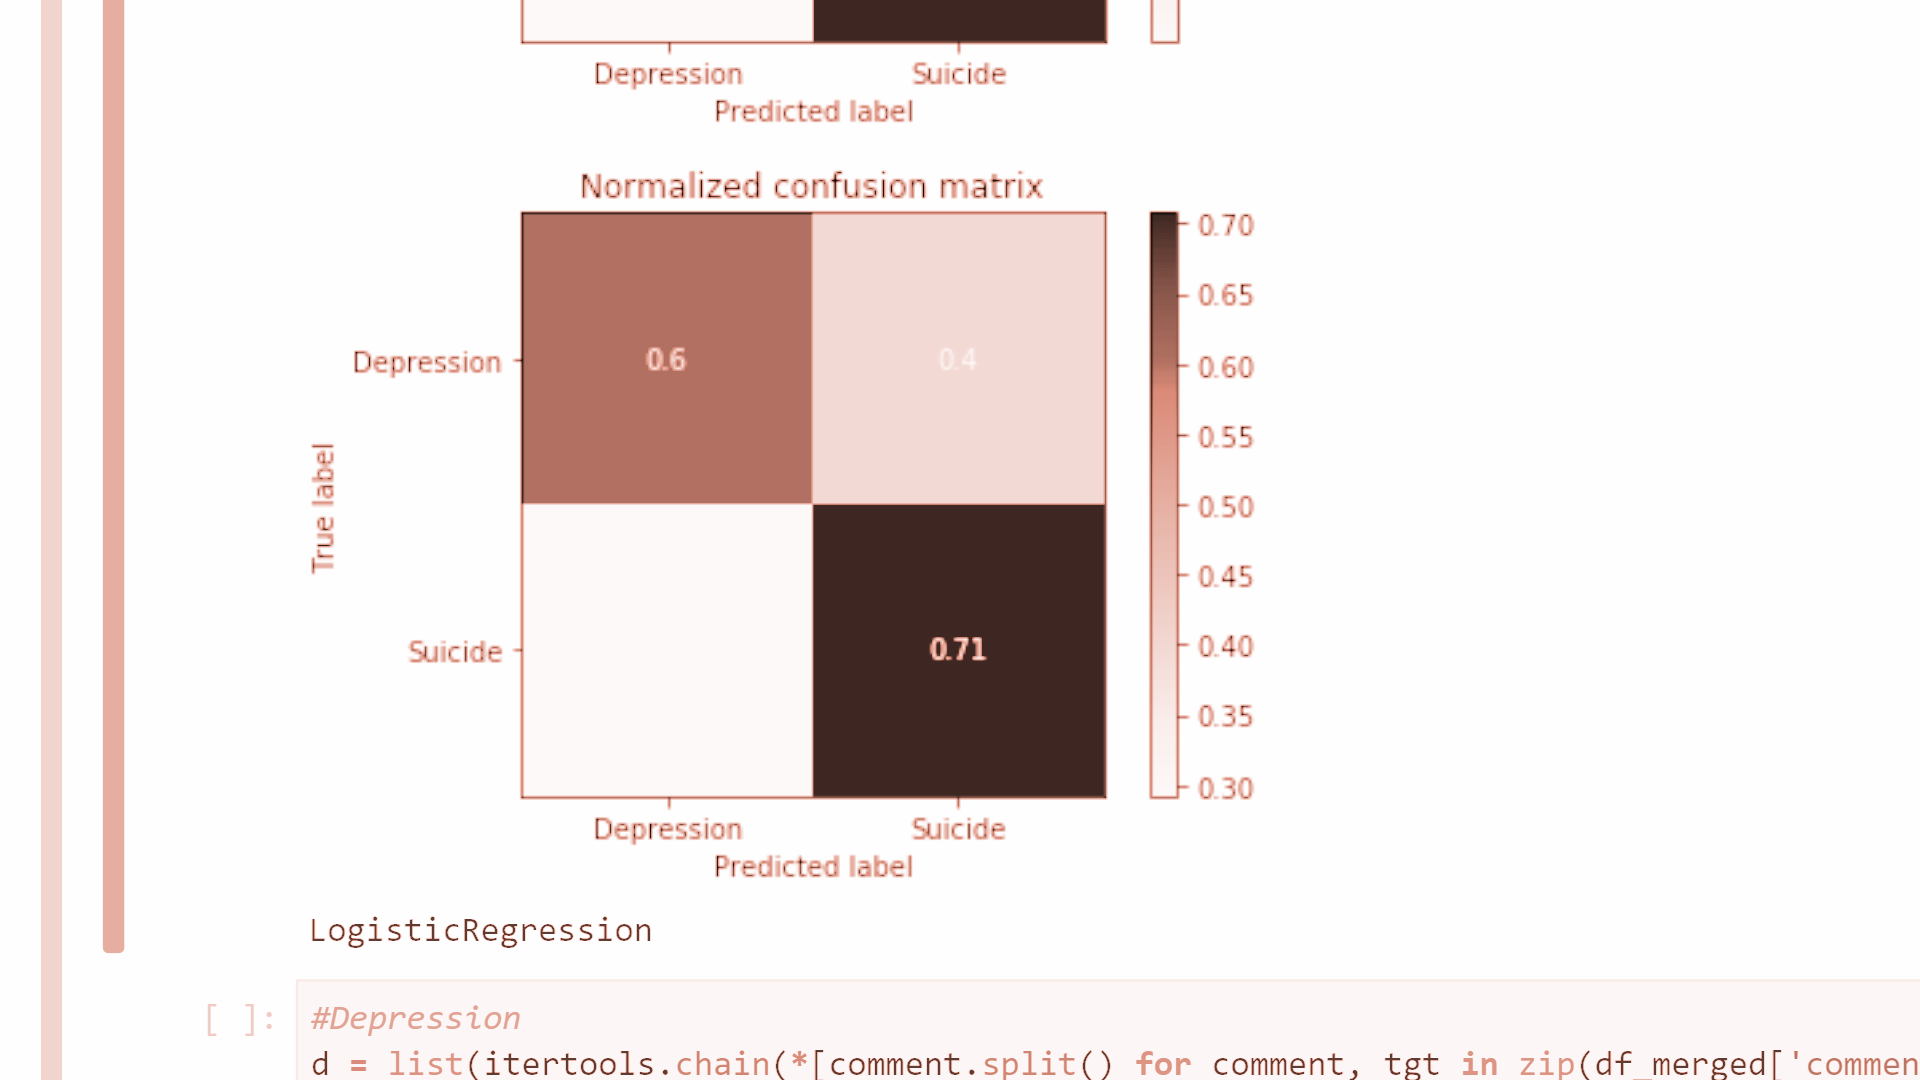 Depression Suicide
Predicted label
Normalized confusion matrix
0.70
0.65
0.60
0.55
0.50
0.45
0.40
0.35
0.30
Depression 0.6 0.4
True label
Suicide 0.71
Depression Suicide
Predicted label
LogisticRegression
[ ]: #Depression
d = list(itertools.chain(*[comment.split() for comment, tgt in zip(df_merged['commen